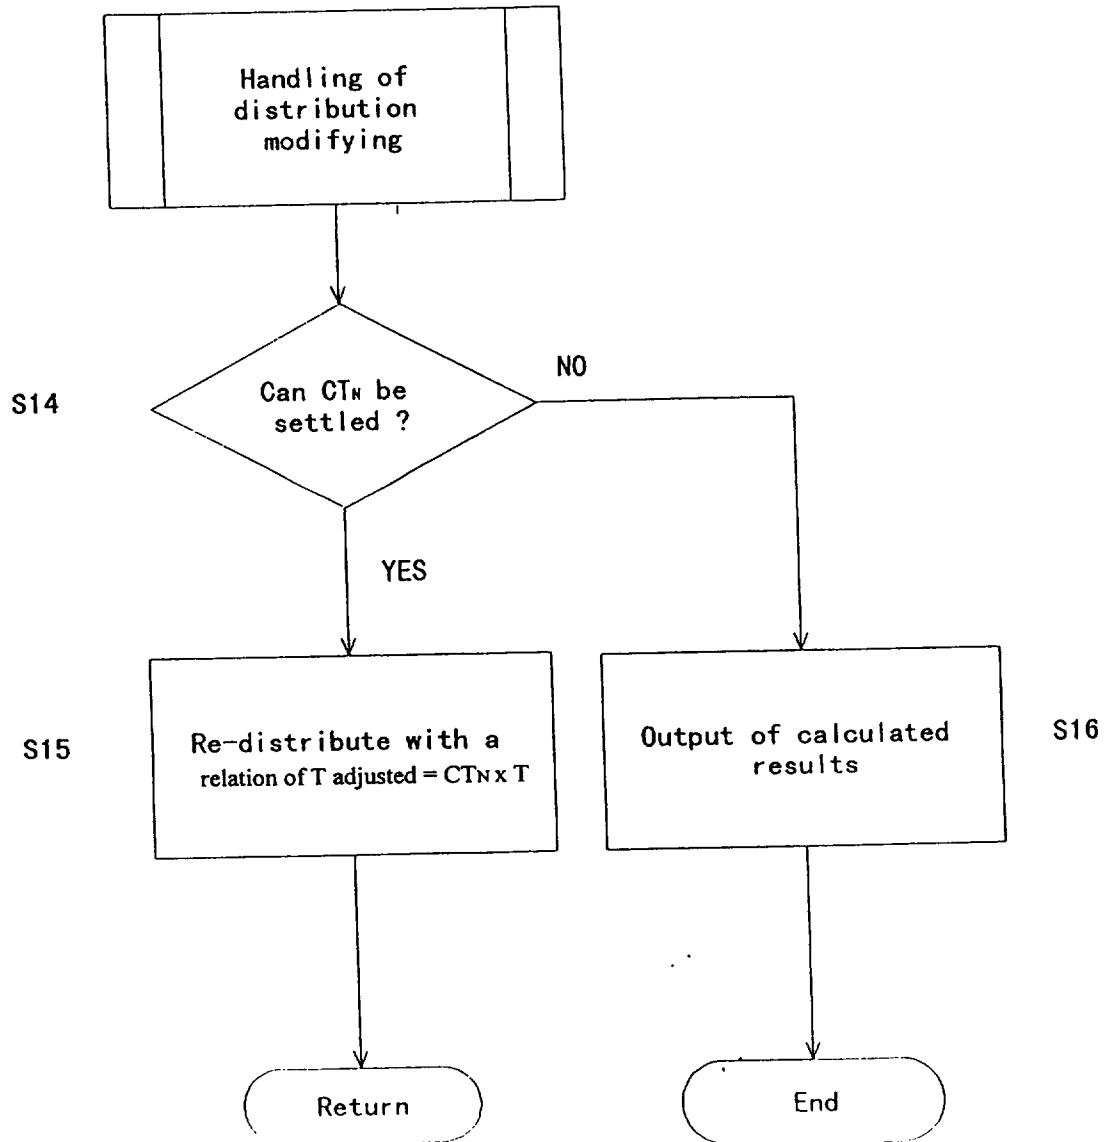 Handling of
distribution
modifying
NO
S14
Can CTN be
settled ?
YES
S15
Re-distribute with a
relation of T adjusted = CTN x T
Output of calculated
results
S16
Return
End